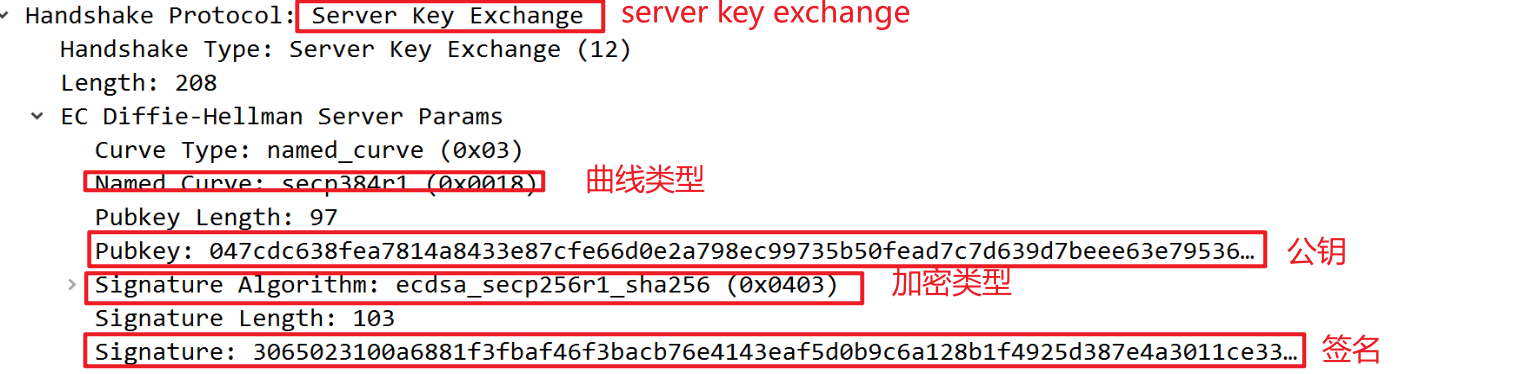 Handshake Protocol: Server Key Exchange server key exchange
Handshake Type: Server Key Exchange (12)
Length: 208
EC Diffie-Hellman Server Params
Curve Type: named_curve (0x03)
Named Curve: secp384r1 (0x0018) 曲线类型
Pubkey Length: 97
Pubkey: 047cdc638fea7814a8433e87cfe66d0e2a798ec99735b50fead7c7d639d7beee63e79536… 公钥
Signature Algorithm: ecdsa_secp256r1_sha256 (0x0403) 加密类型
Signature Length: 103
Signature: 3065023100a6881f3fbaf46f3bacb76e4143eaf5d0b9c6a128b1f4925d387e4a3011ce33… 签名